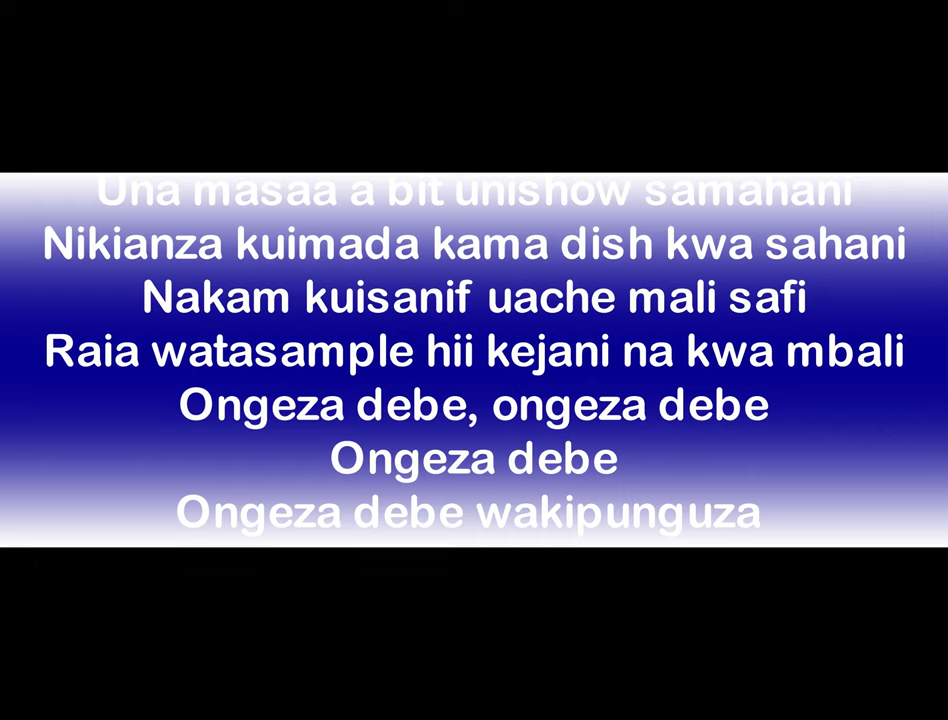 Una masaa a bit unishow samahani
Nikianza kuimada kama dish kwa sahani
Nakam kuisanif uache mali safi
Raia watasample hii kejani na kwa mbali
Ongeza debe, ongeza debe
Ongeza debe
Ongeza debe wakipunguza